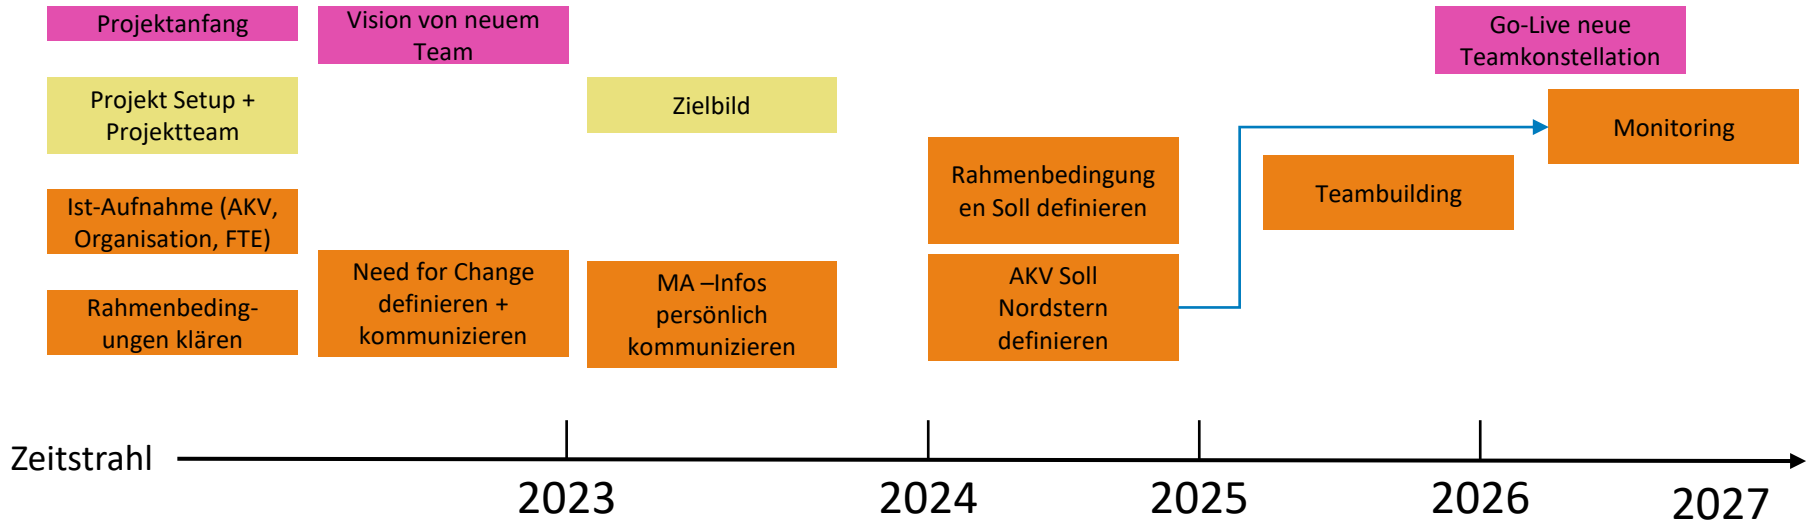 Projektanfang
Vision von neuem
Team
Go-Live neue
Teamkonstellation
Projekt Setup +
Projektteam
Zielbild
Monitoring
Rahmenbedingung
en Soll definieren
Teambuilding
Ist-Aufnahme (AKV,
Organisation, FTE)
Need for Change
definieren +
kommunizieren
MA –Infos
persönlich
kommunizieren
AKV Soll
Nordstern
definieren
Rahmenbeding-
ungen klären
Zeitstrahl
2023
2024
2025
2026
2027